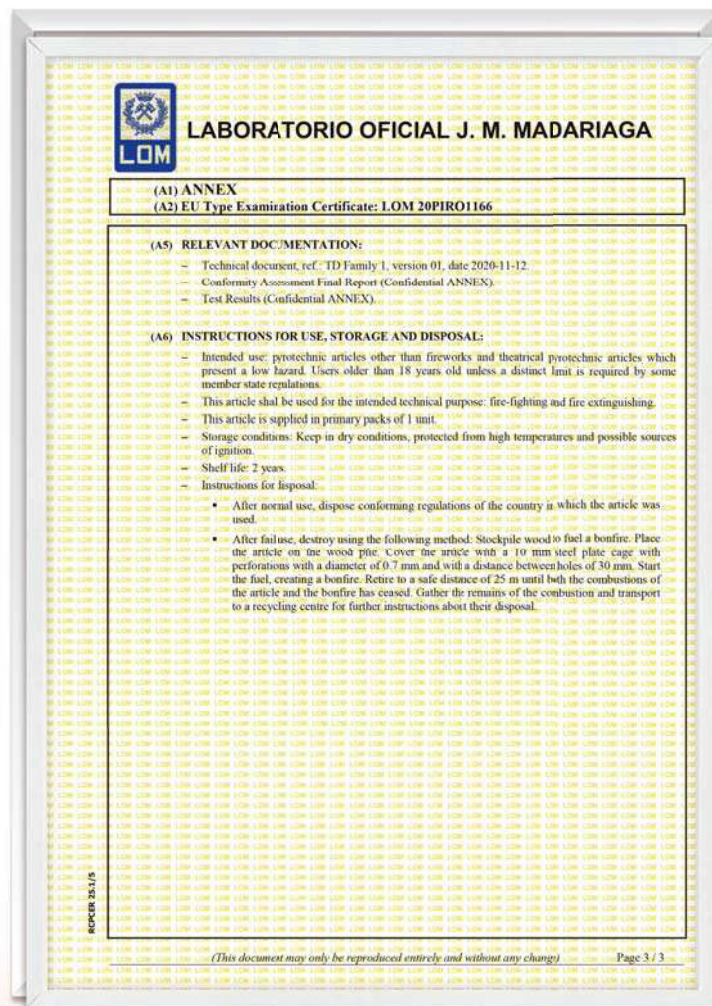 LOM
LABORATORIO OFICIAL J. M. MADARIAGA
(A1) ANNEX
(A2) EU Type Examination Certificate: LOM 20PIRO1166
(A5) RELEVANT DOCUMENTATION:
– Technical document, ref.: TD Family 1, version 01, date 2020-11-12.
– Conformity Assessment Final Report (Confidential ANNEX).
– Test Results (Confidential ANNEX).
(A6) INSTRUCTIONS FOR USE, STORAGE AND DISPOSAL:
– Intended use: pyrotechnic articles other than fireworks and theatrical pyrotechnic articles which
present a low hazard. Users older than 18 years old unless a distinct limit is required by some
member state regulations.
– This article shall be used for the intended technical purpose: fire-fighting and fire extinguishing.
– This article is supplied in primary packs of 1 unit.
– Storage conditions: Keep in dry conditions, protected from high temperatures and possible sources
of ignition.
– Shelf life: 2 years.
– Instructions for disposal:
▪ After normal use, dispose conforming regulations of the country in which the article was
used.
▪ After failuse, destroy using the following method: Stockpile wood to fuel a bonfire. Place
the article on the wood pile. Cover the article with a 10 mm steel plate cage with
perforations with a diameter of 0.7 mm and with a distance between holes of 30 mm. Start
the fuel, creating a bonfire. Retire to a safe distance of 25 m until both the combustions of
the article and the bonfire has ceased. Gather the remains of the combustion and transport
to a recycling centre for further instructions about their disposal.
RCPCER 25.1/5
(This document may only be reproduced entirely and without any change)
Page 3 / 3